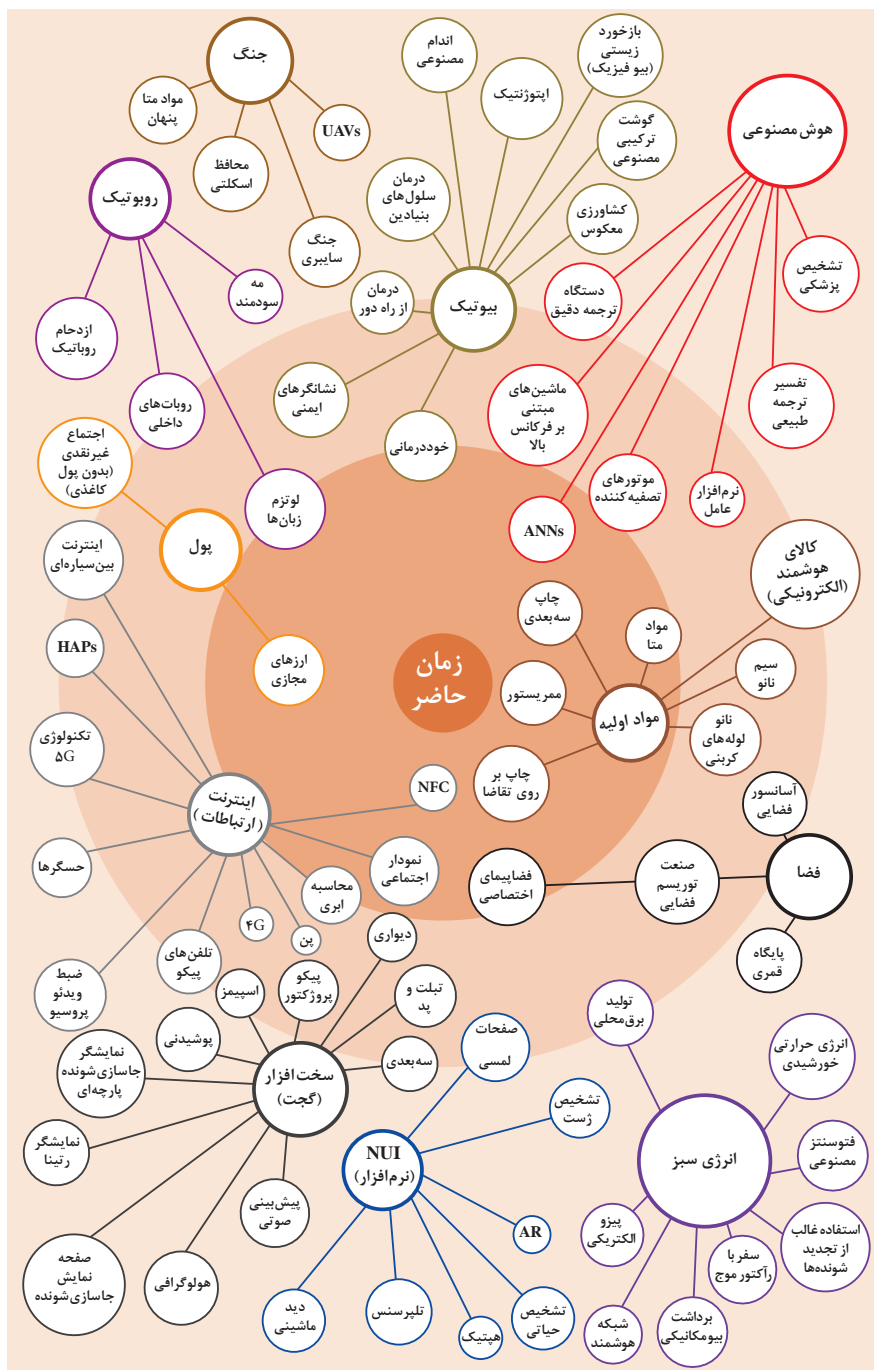 جنگ
مواد متا
پنهان
محافظ
اسکلتی
جنگ
سایبری
UAVs
روبوتیک
مه
سودمند
ازدحام
روباتیک
روبات‌های
داخلی
لوتزم
زبان‌ها
بیوتیک
اندام
مصنوعی
اپتوژنتیک
بازخورد
زیستی
(بیو فیزیک)
گوشت
ترکیبی
مصنوعی
کشاورزی
معکوس
درمان
سلول‌های
بنیادین
درمان
از راه دور
نشانگرهای
ایمنی
خوددرمانی
هوش مصنوعی
تشخیص
پزشکی
دستگاه
ترجمه دقیق
تفسیر
ترجمه
طبیعی
ماشین‌های
مبتنی
بر فرکانس
بالا
موتورهای
تصفیه‌کننده
نرم‌افزار
عامل
ANNs
پول
اجتماع
غیرنقدی
(بدون پول
کاغذی)
ارزهای
مجازی
زمان
حاضر
مواد اولیه
کالای
هوشمند
(الکترونیکی)
چاپ
سه‌بعدی
مواد
متا
سیم
نانو
ممریستور
نانو
لوله‌های
کربنی
چاپ بر
روی تقاضا
اینترنت
(ارتباطات)
اینترنت
بین‌سیاره‌ای
HAPs
تکنولوژی
۵G
حسگرها
ضبط
ویدئو
پروسیو
تلفن‌های
پیکو
۴G
پن
محاسبه
ابری
نمودار
اجتماعی
NFC
فضا
آسانسور
فضایی
صنعت
توریسم
فضایی
فضاپیمای
اختصاصی
پایگاه
قمری
سخت‌افزار
(گجت)
دیواری
پیکو
پروژکتور
اسپیمز
تبلت و
پد
پوشیدنی
سه‌بعدی
نمایشگر
جاسازی‌شونده
پارچه‌ای
نمایشگر
رتینا
صفحه
نمایش
جاسازی‌شونده
هولوگرافی
پیش‌بینی
صوتی
NUI
(نرم‌افزار)
صفحات
لمسی
تشخیص
ژست
AR
تشخیص
حیاتی
هپتیک
تلپرسنس
دید
ماشینی
انرژی سبز
تولید
برق‌محلی
انرژی حرارتی
خورشیدی
فتوسنتز
مصنوعی
استفاده غالب
از تجدید
شونده‌ها
سفر با
رآکتور موج
برداشت
بیومکانیکی
شبکه
هوشمند
پیزو
الکتریکی